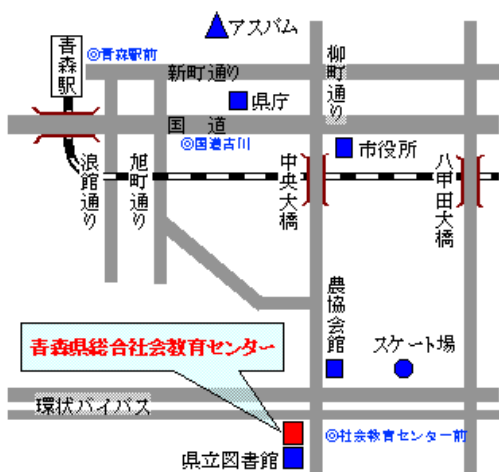 アスパム
青森駅
◎青森駅前
新町通り
柳町通り
県庁
国道
◎国道古川
市役所
浪館通り
旭町通り
中央大橋
八甲田大橋
農協会館
スケート場
青森県総合社会教育センター
環状バイパス
◎社会教育センター前
県立図書館